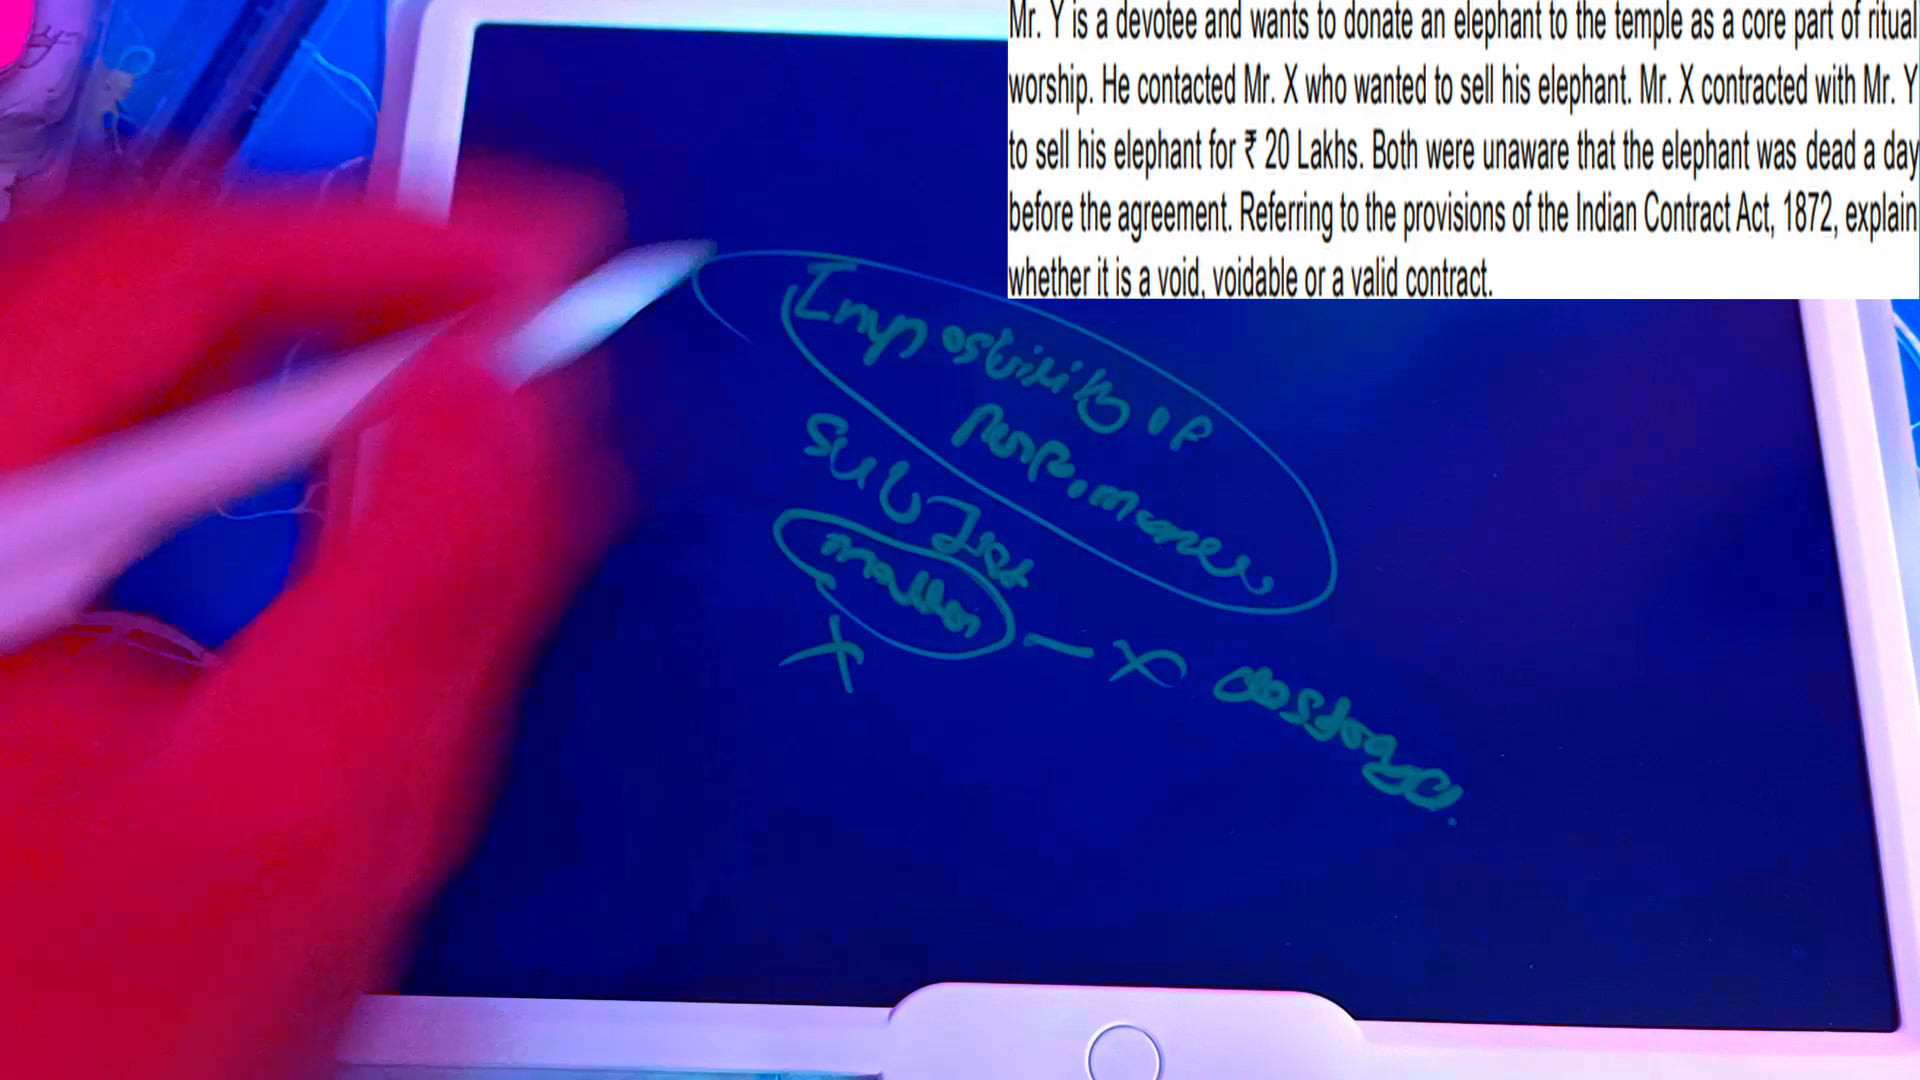 Mr. Y is a devotee and wants to donate an elephant to the temple as a core part of ritual
worship. He contacted Mr. X who wanted to sell his elephant. Mr. X contracted with Mr. Y
to sell his elephant for ₹ 20 Lakhs. Both were unaware that the elephant was dead a day
before the agreement. Referring to the provisions of the Indian Contract Act, 1872, explain
whether it is a void, voidable or a valid contract.
Impossibility of
Performance
Subject
matter
X
— X destroyed.